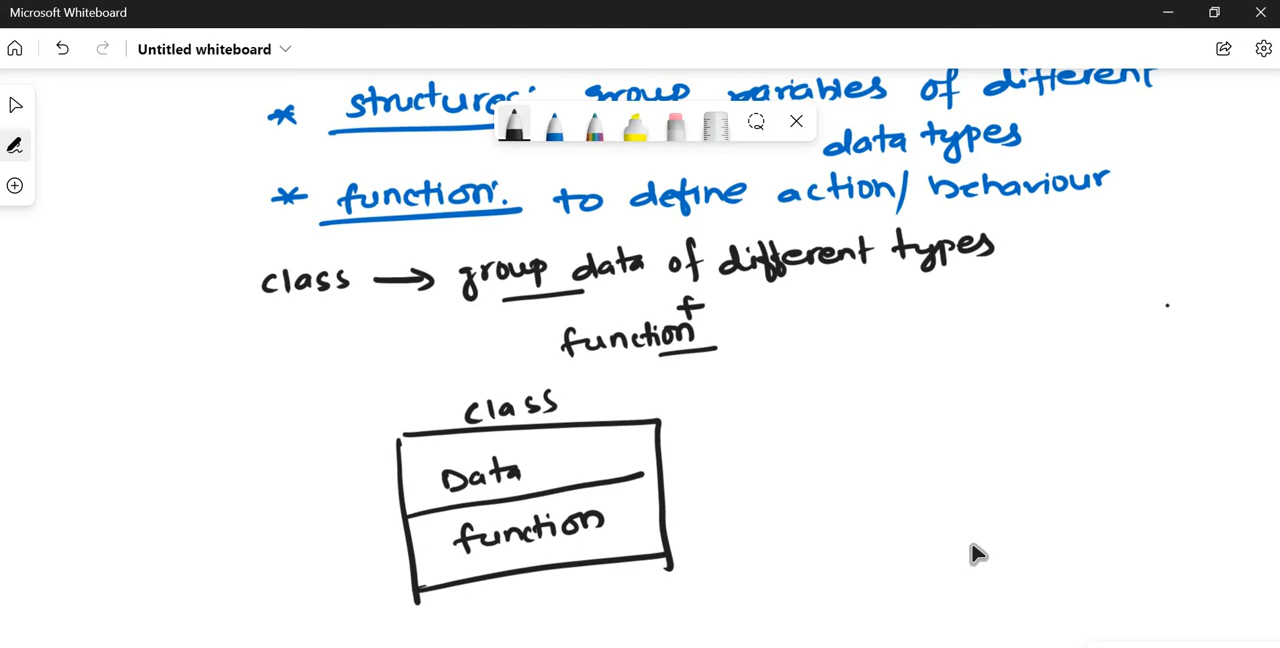 Microsoft Whiteboard
Untitled whiteboard
* structure: group variables of different
data types
* function: to define action/behaviour
class → group data of different types
+
function
class
Data
function